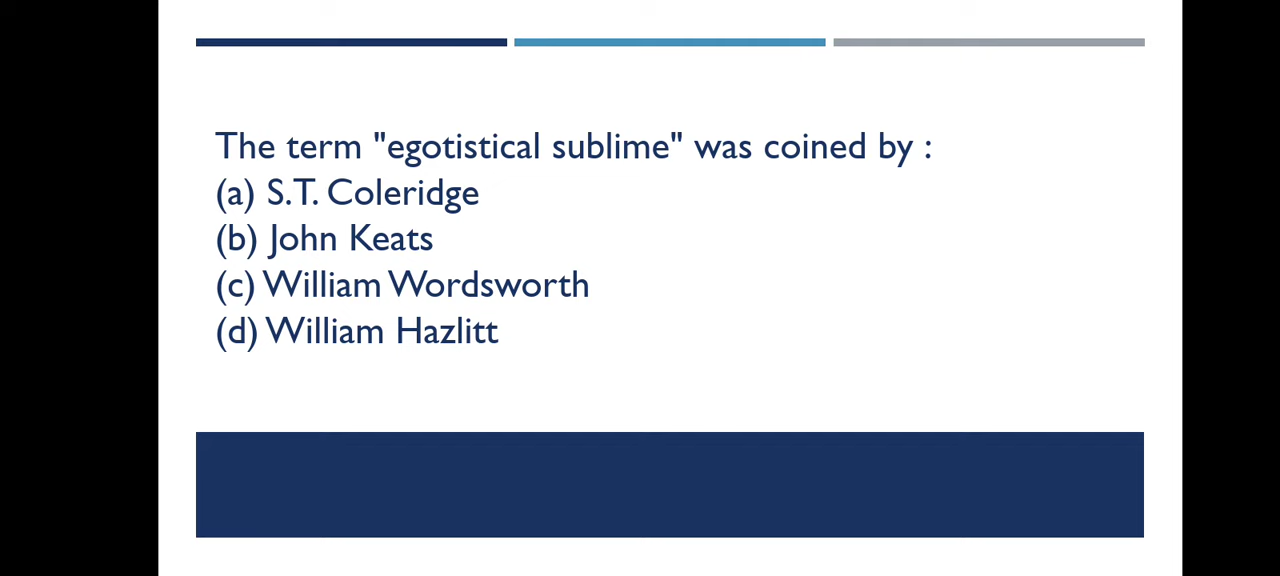 The term "egotistical sublime" was coined by :
(a) S.T. Coleridge
(b) John Keats
(c) William Wordsworth
(d) William Hazlitt